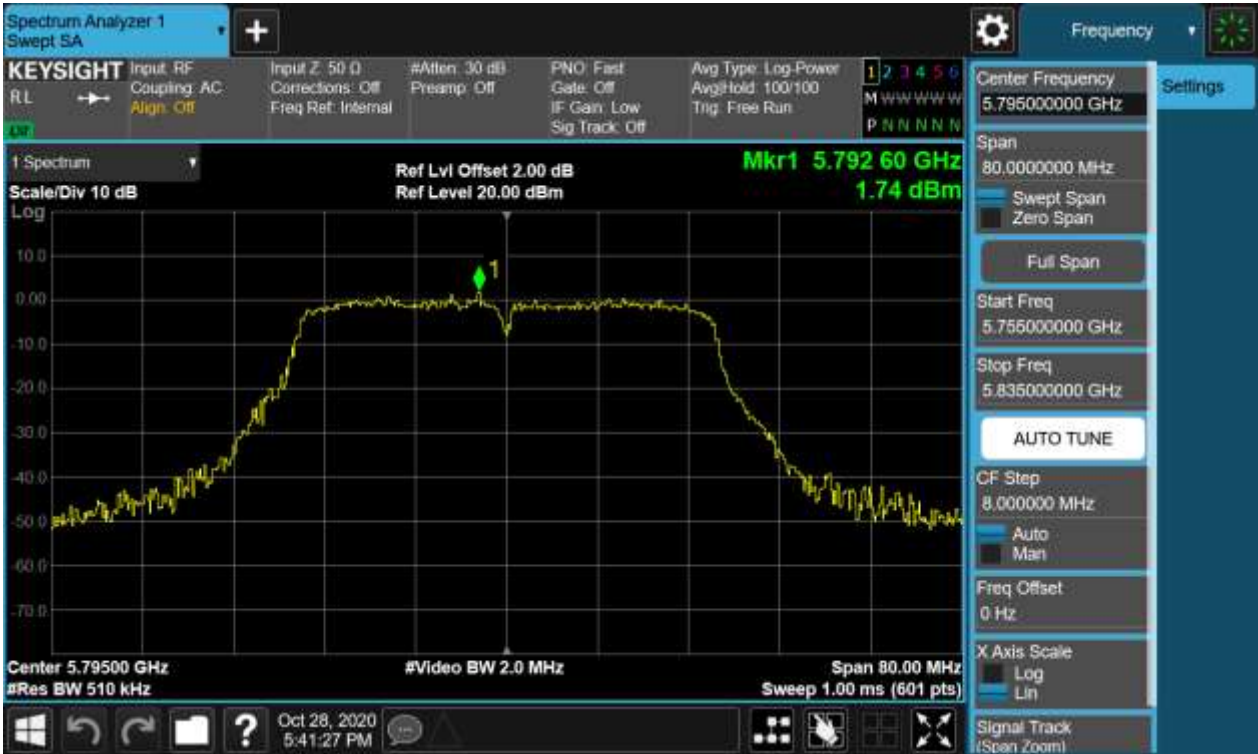 Spectrum Analyzer 1
Swept SA
+
Frequency
KEYSIGHT
RL
Input: RF
Coupling: AC
Align: Off
Input Z: 50 Ω
Corrections: Off
Freq Ref: Internal
#Atten: 30 dB
Preamp: Off
PNO: Fast
Gate: Off
IF Gain: Low
Sig Track: Off
Avg Type: Log-Power
Avg|Hold: 100/100
Trig: Free Run
1 2 3 4 5 6
M W W W W W
P N N N N N
1 Spectrum
Scale/Div 10 dB
Log
Ref Lvl Offset 2.00 dB
Ref Level 20.00 dBm
Mkr1 5.792 60 GHz
1.74 dBm
1
10.0
0.00
-10.0
-20.0
-30.0
-40.0
-50.0
-60.0
-70.0
Center 5.79500 GHz
#Res BW 510 kHz
#Video BW 2.0 MHz
Span 80.00 MHz
Sweep 1.00 ms (601 pts)
Center Frequency
5.795000000 GHz
Settings
Span
80.0000000 MHz
Swept Span
Zero Span
Full Span
Start Freq
5.755000000 GHz
Stop Freq
5.835000000 GHz
AUTO TUNE
CF Step
8.000000 MHz
Auto
Man
Freq Offset
0 Hz
X Axis Scale
Log
Lin
Signal Track
(Span Zoom)
?
Oct 28, 2020
5:41:27 PM